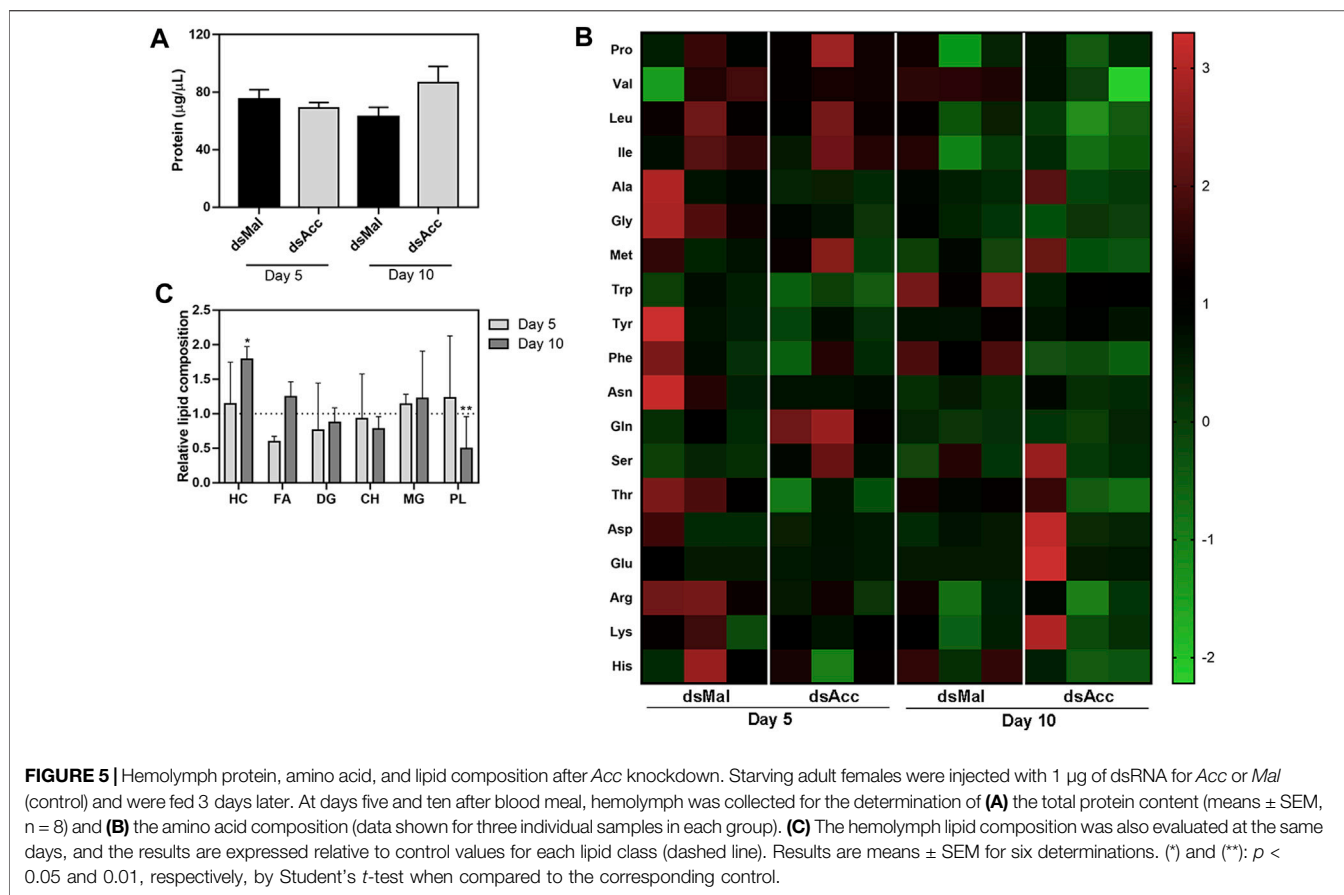 A
120
80
40
0
Protein (µg/µL)
dsMal
dsAcc
dsMal
dsAcc
Day 5
Day 10
B
Pro
Val
Leu
Ile
Ala
Gly
Met
Trp
Tyr
Phe
Asn
Gln
Ser
Thr
Asp
Glu
Arg
Lys
His
dsMal
dsAcc
dsMal
dsAcc
Day 5
Day 10
3
2
1
0
-1
-2
C
2.5
2.0
1.5
1.0
0.5
0.0
Relative lipid composition
*
**
HC
FA
DG
CH
MG
PL
Day 5
Day 10
FIGURE 5 | Hemolymph protein, amino acid, and lipid composition after Acc knockdown. Starving adult females were injected with 1 µg of dsRNA for Acc or Mal
(control) and were fed 3 days later. At days five and ten after blood meal, hemolymph was collected for the determination of (A) the total protein content (means ± SEM,
n = 8) and (B) the amino acid composition (data shown for three individual samples in each group). (C) The hemolymph lipid composition was also evaluated at the same
days, and the results are expressed relative to control values for each lipid class (dashed line). Results are means ± SEM for six determinations. (*) and (**): p <
0.05 and 0.01, respectively, by Student's t-test when compared to the corresponding control.